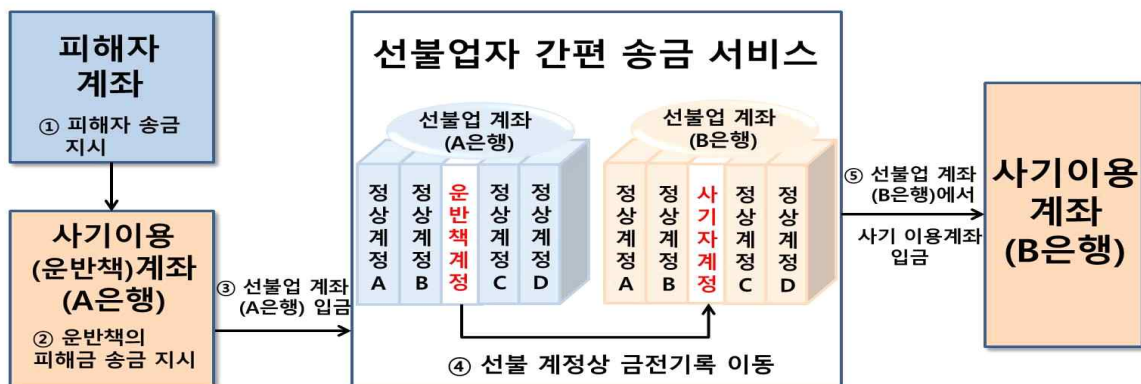 피해자
계좌
① 피해자 송금
지시
사기이용
(운반책)계좌
(A은행)
② 운반책의
피해금 송금 지시
③ 선불업 계좌
(A은행) 입금
선불업자 간편 송금 서비스
선불업 계좌
(A은행)
정상계정A
정상계정B
운반책계정
정상계정C
정상계정D
선불업 계좌
(B은행)
정상계정A
정상계정B
사기자계정
정상계정C
정상계정D
④ 선불 계정상 금전기록 이동
⑤ 선불업 계좌
(B은행)에서
사기 이용계좌
입금
사기이용
계좌
(B은행)